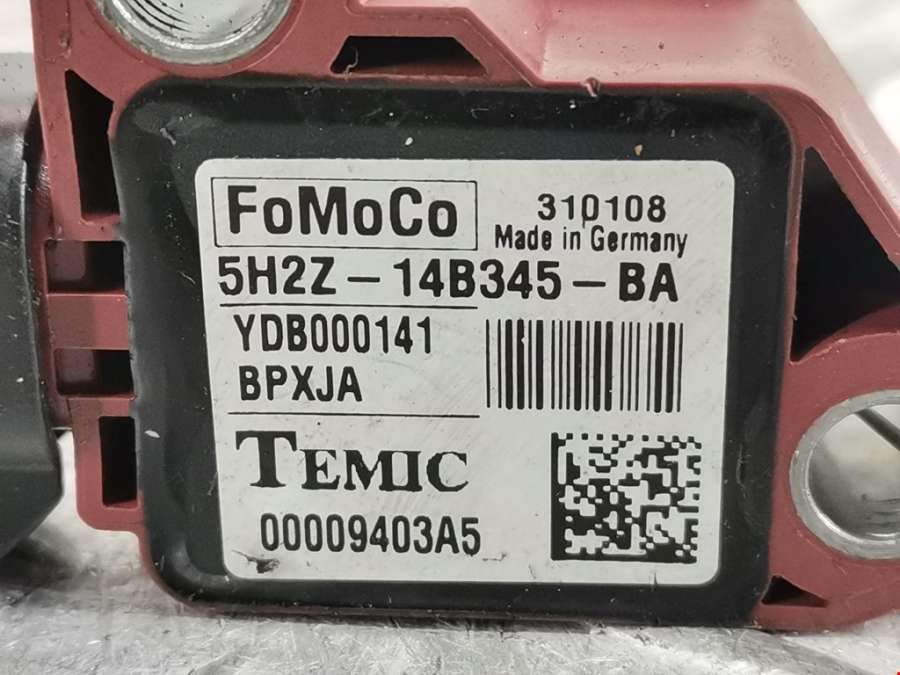 FoMoCo
310108
Made in Germany
5H2Z-14B345-BA
YDB000141
BPXJA
TEMIC
00009403A5